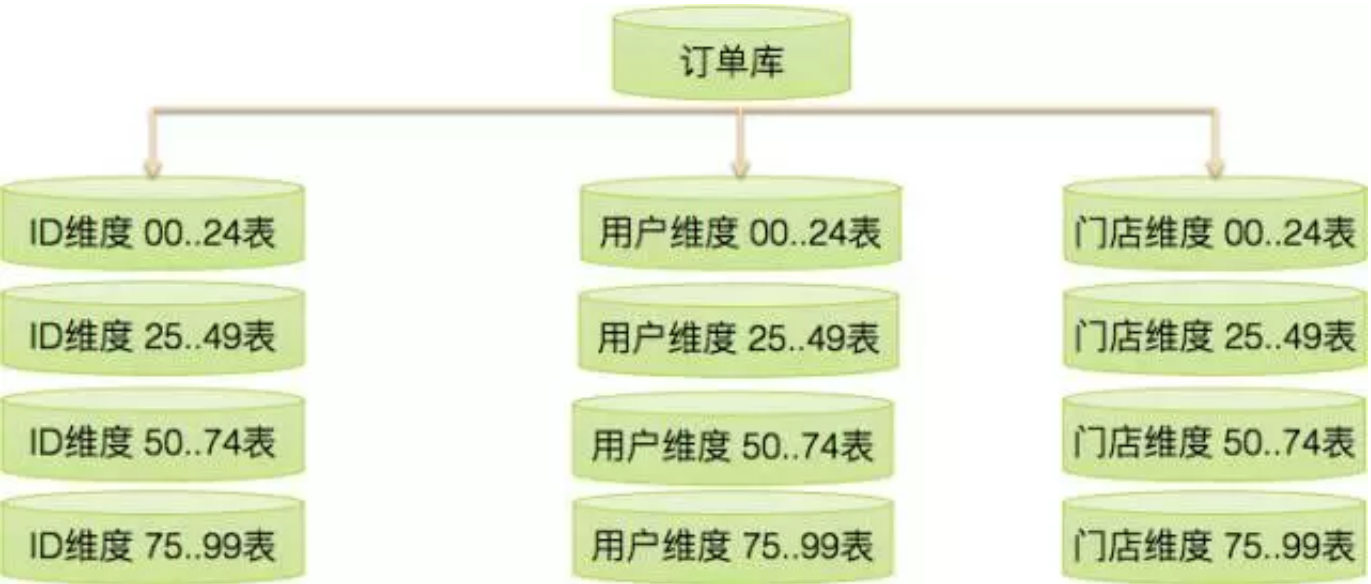 订单库
ID维度 00..24表
用户维度 00..24表
门店维度 00..24表
ID维度 25..49表
用户维度 25..49表
门店维度 25..49表
ID维度 50..74表
用户维度 50..74表
门店维度 50..74表
ID维度 75..99表
用户维度 75..99表
门店维度 75..99表